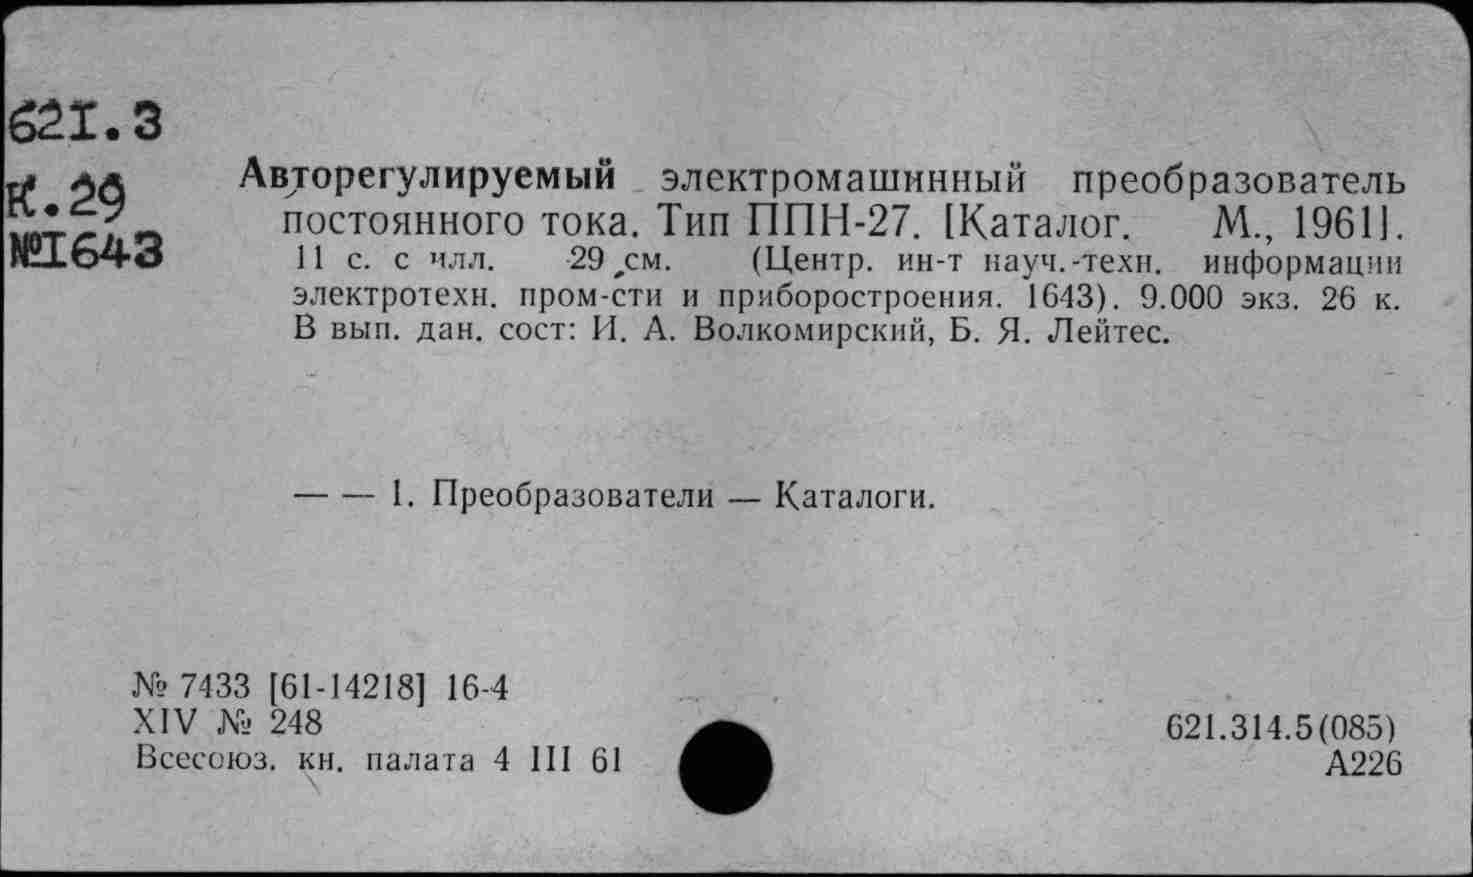 621.3
К.29
№1643
Авторегулируемый электромашинный преобразователь
постоянного тока. Тип ППН-27. [Каталог. М., 1961].
11 с. с илл. 29 см. (Центр. ин-т науч.-техн. информации
электротехн. пром-сти и приборостроения. 1643). 9.000 экз. 26 к.
В вып. дан. сост: И. А. Волкомирский, Б. Я. Лейтес.
— — 1. Преобразователи — Каталоги.
№ 7433 [61-14218] 16-4
XIV № 248
Всесоюз. кн. палата 4 III 61
621.314.5(085)
А226